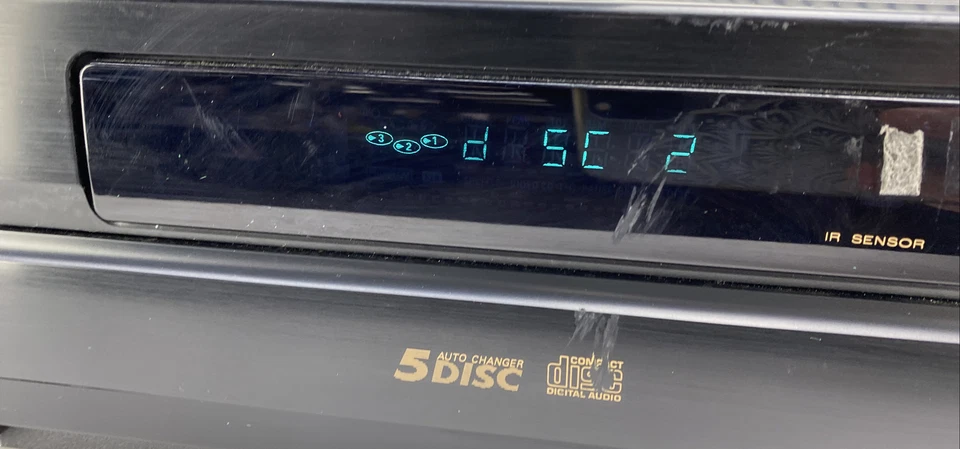 3 2 1 d SC 2
IR SENSOR
5 AUTO CHANGER
DISC
COMPACT
disc
DIGITAL AUDIO